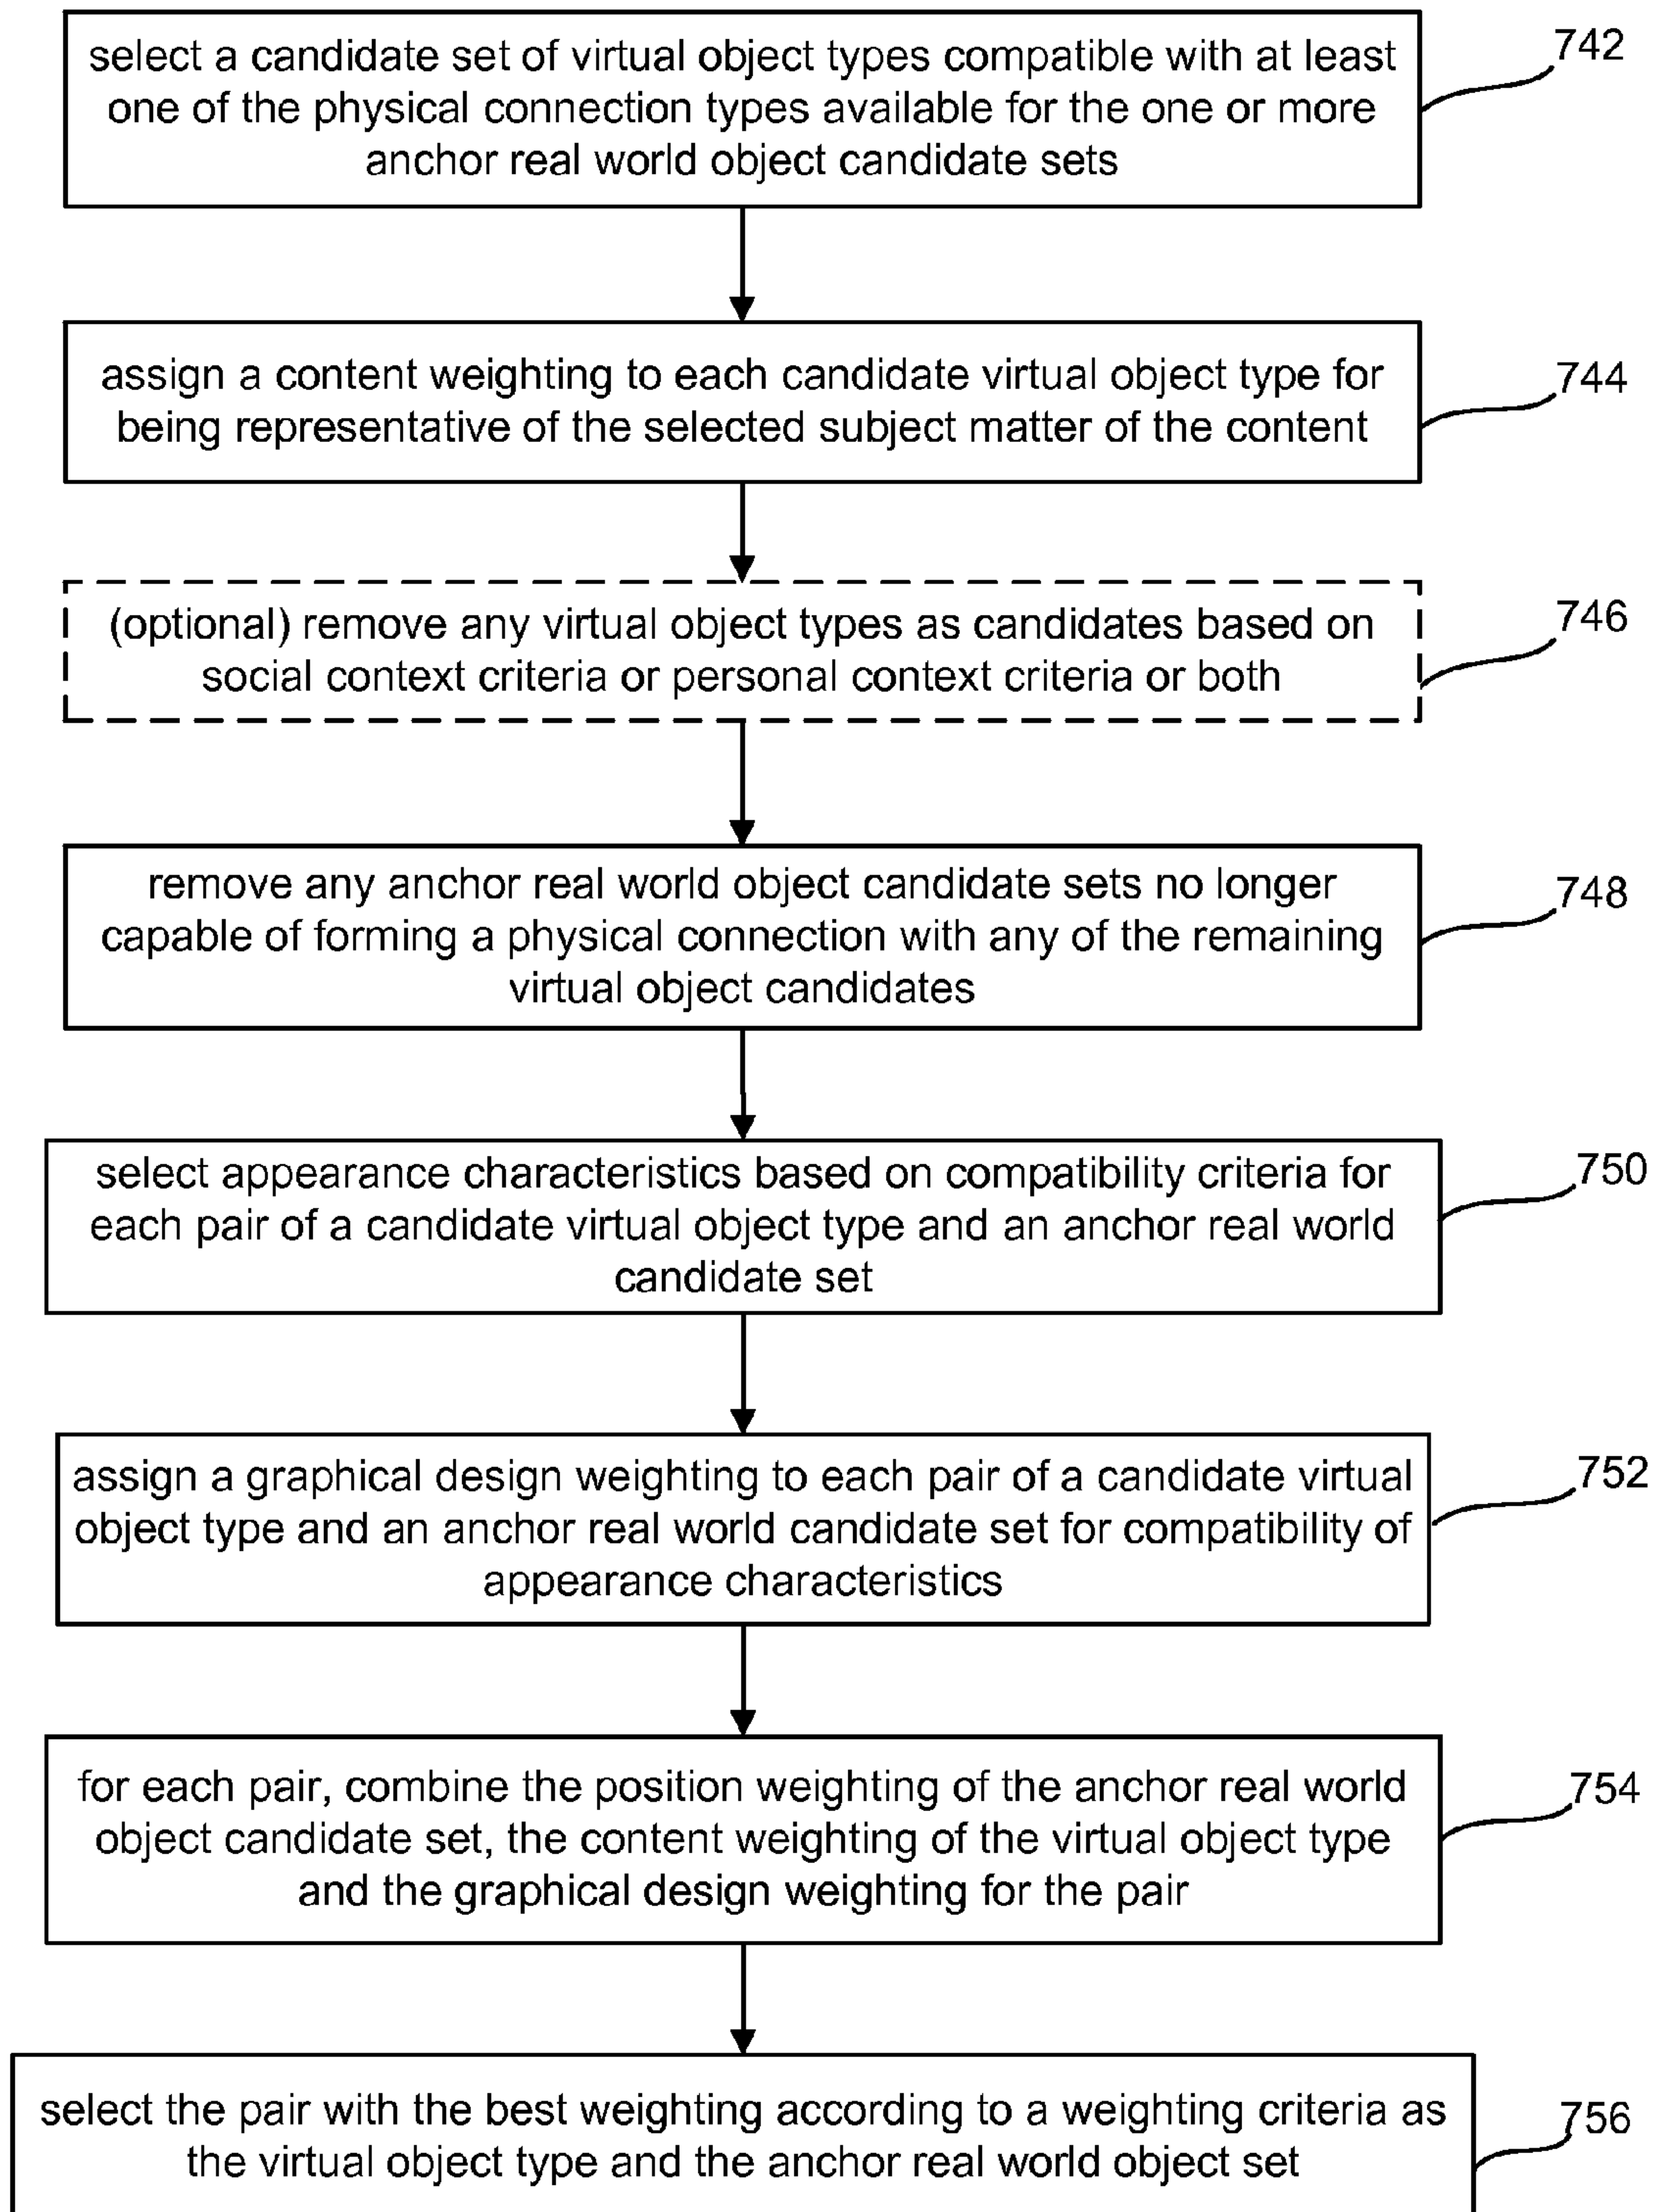 select a candidate set of virtual object types compatible with at least
one of the physical connection types available for the one or more
anchor real world object candidate sets
742
assign a content weighting to each candidate virtual object type for
being representative of the selected subject matter of the content
744
(optional) remove any virtual object types as candidates based on
social context criteria or personal context criteria or both
746
remove any anchor real world object candidate sets no longer
capable of forming a physical connection with any of the remaining
virtual object candidates
748
select appearance characteristics based on compatibility criteria for
each pair of a candidate virtual object type and an anchor real world
candidate set
750
assign a graphical design weighting to each pair of a candidate virtual
object type and an anchor real world candidate set for compatibility of
appearance characteristics
752
for each pair, combine the position weighting of the anchor real world
object candidate set, the content weighting of the virtual object type
and the graphical design weighting for the pair
754
select the pair with the best weighting according to a weighting criteria as
the virtual object type and the anchor real world object set
756